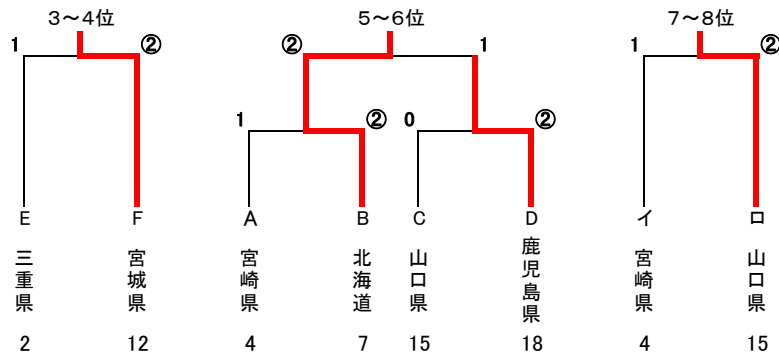 3～4位 5～6位 7～8位
1 ② ② 1 1 ②
1 ② 0 ②
E F A B C D イ ロ
三重県 宮城県 宮崎県 北海道 山口県 鹿児島県 宮崎県 山口県
2 12 4 7 15 18 4 15